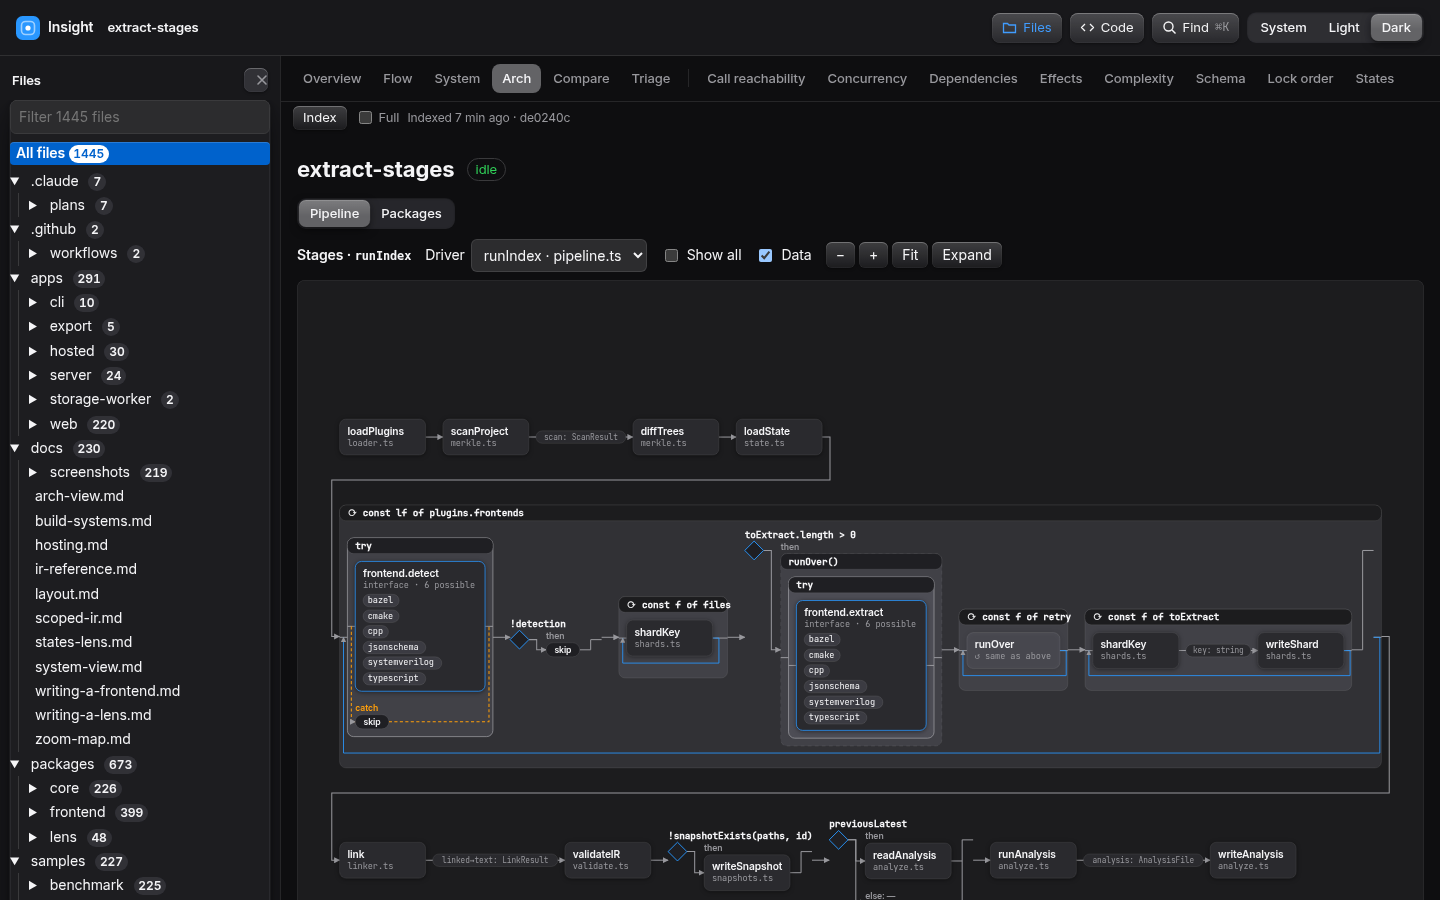 Insight extract-stages
Files Code Find ⌘K System Light Dark
Files
Filter 1445 files
All files 1445
.claude 7
plans 7
.github 2
workflows 2
apps 291
cli 10
export 5
hosted 30
server 24
storage-worker 2
web 220
docs 230
screenshots 219
arch-view.md
build-systems.md
hosting.md
ir-reference.md
layout.md
scoped-ir.md
states-lens.md
system-view.md
writing-a-frontend.md
writing-a-lens.md
zoom-map.md
packages 673
core 226
frontend 399
lens 48
samples 227
benchmark 225
Overview Flow System Arch Compare Triage Call reachability Concurrency Dependencies Effects Complexity Schema Lock order States
Index Full Indexed 7 min ago · de0240c
extract-stages idle
Pipeline Packages
Stages · runIndex Driver runIndex · pipeline.ts Show all Data − + Fit Expand
loadPlugins
loader.ts
scanProject
merkle.ts
scan: ScanResult
diffTrees
merkle.ts
loadState
state.ts
⟳ const lf of plugins.frontends
try
frontend.detect
interface · 6 possible
bazel
cmake
cpp
jsonschema
systemverilog
typescript
catch
skip
!detection
then
skip
⟳ const f of files
shardKey
shards.ts
toExtract.length > 0
then
runOver()
try
frontend.extract
interface · 6 possible
bazel
cmake
cpp
jsonschema
systemverilog
typescript
⟳ const f of retry
runOver
↺ same as above
⟳ const f of toExtract
shardKey
shards.ts
key: string
writeShard
shards.ts
link
linker.ts
linked→text: LinkResult
validateIR
validate.ts
!snapshotExists(paths, id)
then
writeSnapshot
snapshots.ts
previousLatest
then
readAnalysis
analyze.ts
else: —
runAnalysis
analyze.ts
analysis: AnalysisFile
writeAnalysis
analyze.ts